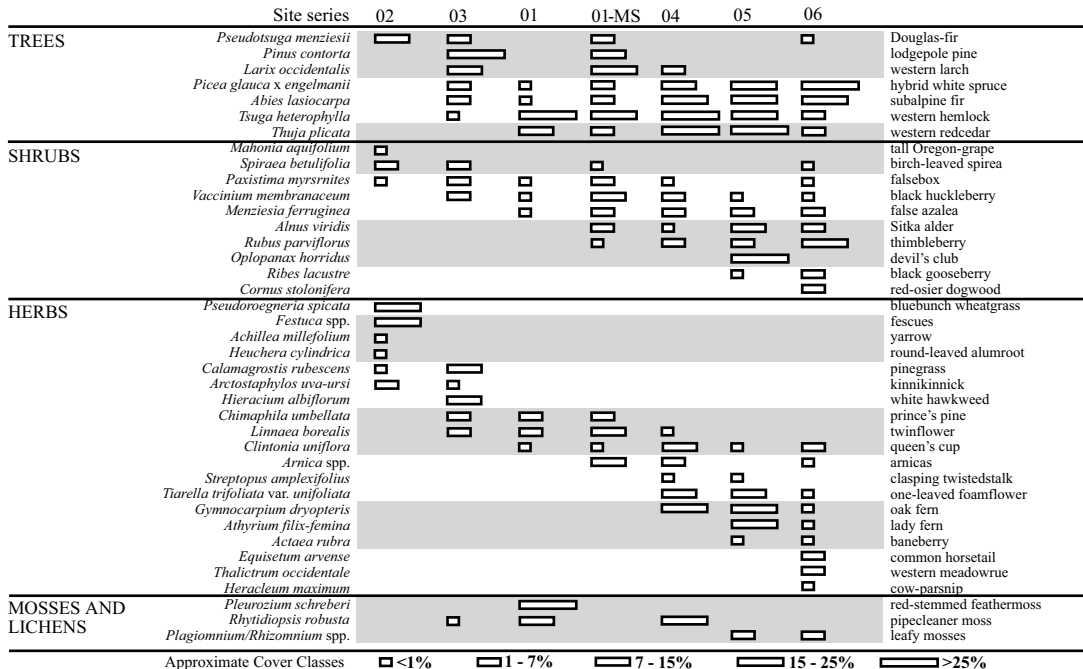 Site series 02 03 01 01-MS 04 05 06
TREES Pseudotsuga menziesii Douglas-fir
Pinus contorta lodgepole pine
Larix occidentalis western larch
Picea glauca x engelmanii hybrid white spruce
Abies lasiocarpa subalpine fir
Tsuga heterophylla western hemlock
Thuja plicata western redcedar
SHRUBS Mahonia aquifolium tall Oregon-grape
Spiraea betulifolia birch-leaved spirea
Paxistima myrsrnites falsebox
Vaccinium membranaceum black huckleberry
Menziesia ferruginea false azalea
Alnus viridis Sitka alder
Rubus parviflorus thimbleberry
Oplopanax horridus devil's club
Ribes lacustre black gooseberry
Cornus stolonifera red-osier dogwood
HERBS Pseudoroegneria spicata bluebunch wheatgrass
Festuca spp. fescues
Achillea millefolium yarrow
Heuchera cylindrica round-leaved alumroot
Calamagrostis rubescens pinegrass
Arctostaphylos uva-ursi kinnikinnick
Hieracium albiflorum white hawkweed
Chimaphila umbellata prince's pine
Linnaea borealis twinflower
Clintonia uniflora queen's cup
Arnica spp. arnicas
Streptopus amplexifolius clasping twistedstalk
Tiarella trifoliata var. unifoliata one-leaved foamflower
Gymnocarpium dryopteris oak fern
Athyrium filix-femina lady fern
Actaea rubra baneberry
Equisetum arvense common horsetail
Thalictrum occidentale western meadowrue
Heracleum maximum cow-parsnip
MOSSES AND Pleurozium schreberi red-stemmed feathermoss
LICHENS Rhytidiopsis robusta pipecleaner moss
Plagiomnium/Rhizomnium spp. leafy mosses
Approximate Cover Classes <1% 1 - 7% 7 - 15% 15 - 25% >25%